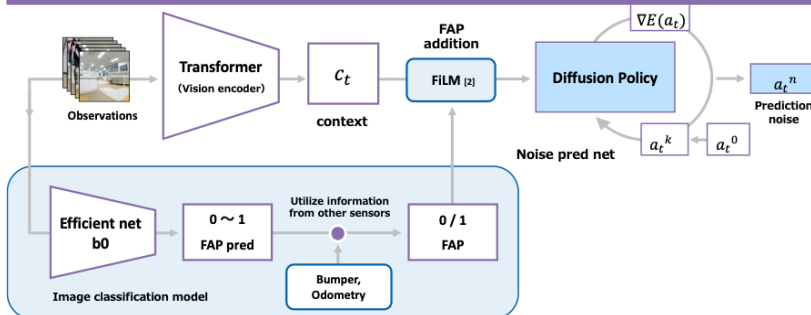 Observations
Transformer
(Vision encoder)
c_t
context
FAP
addition
FiLM [2]
Diffusion Policy
∇E(a_t)
a_t^n
Prediction
noise
Noise pred net
a_t^k
a_t^0
Efficient net
b0
0 ～ 1
FAP pred
Utilize information
from other sensors
Bumper,
Odometry
0 / 1
FAP
Image classification model